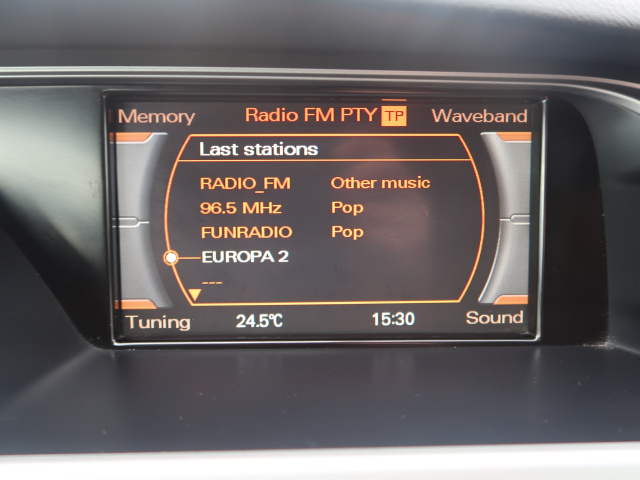 Memory Radio FM PTY TP Waveband
Last stations
RADIO_FM Other music
96.5 MHz Pop
FUNRADIO Pop
EUROPA 2
---
Tuning 24.5°C 15:30 Sound